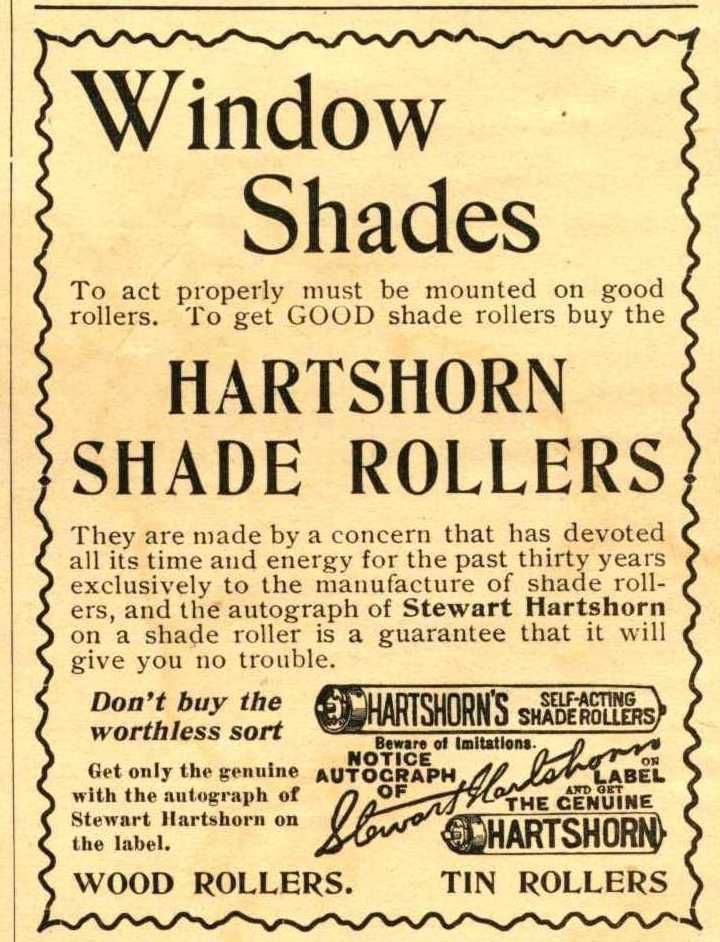 Window
Shades
To act properly must be mounted on good
rollers. To get GOOD shade rollers buy the
HARTSHORN
SHADE ROLLERS
They are made by a concern that has devoted
all its time and energy for the past thirty years
exclusively to the manufacture of shade roll-
ers, and the autograph of Stewart Hartshorn
on a shade roller is a guarantee that it will
give you no trouble.
Don't buy the
worthless sort
Get only the genuine
with the autograph of
Stewart Hartshorn on
the label.
HARTSHORN'S SELF-ACTING
SHADE ROLLERS
Beware of Imitations.
NOTICE
AUTOGRAPH
OF
Stewart Hartshorn
ON
LABEL
AND GET
THE GENUINE
HARTSHORN
WOOD ROLLERS. TIN ROLLERS